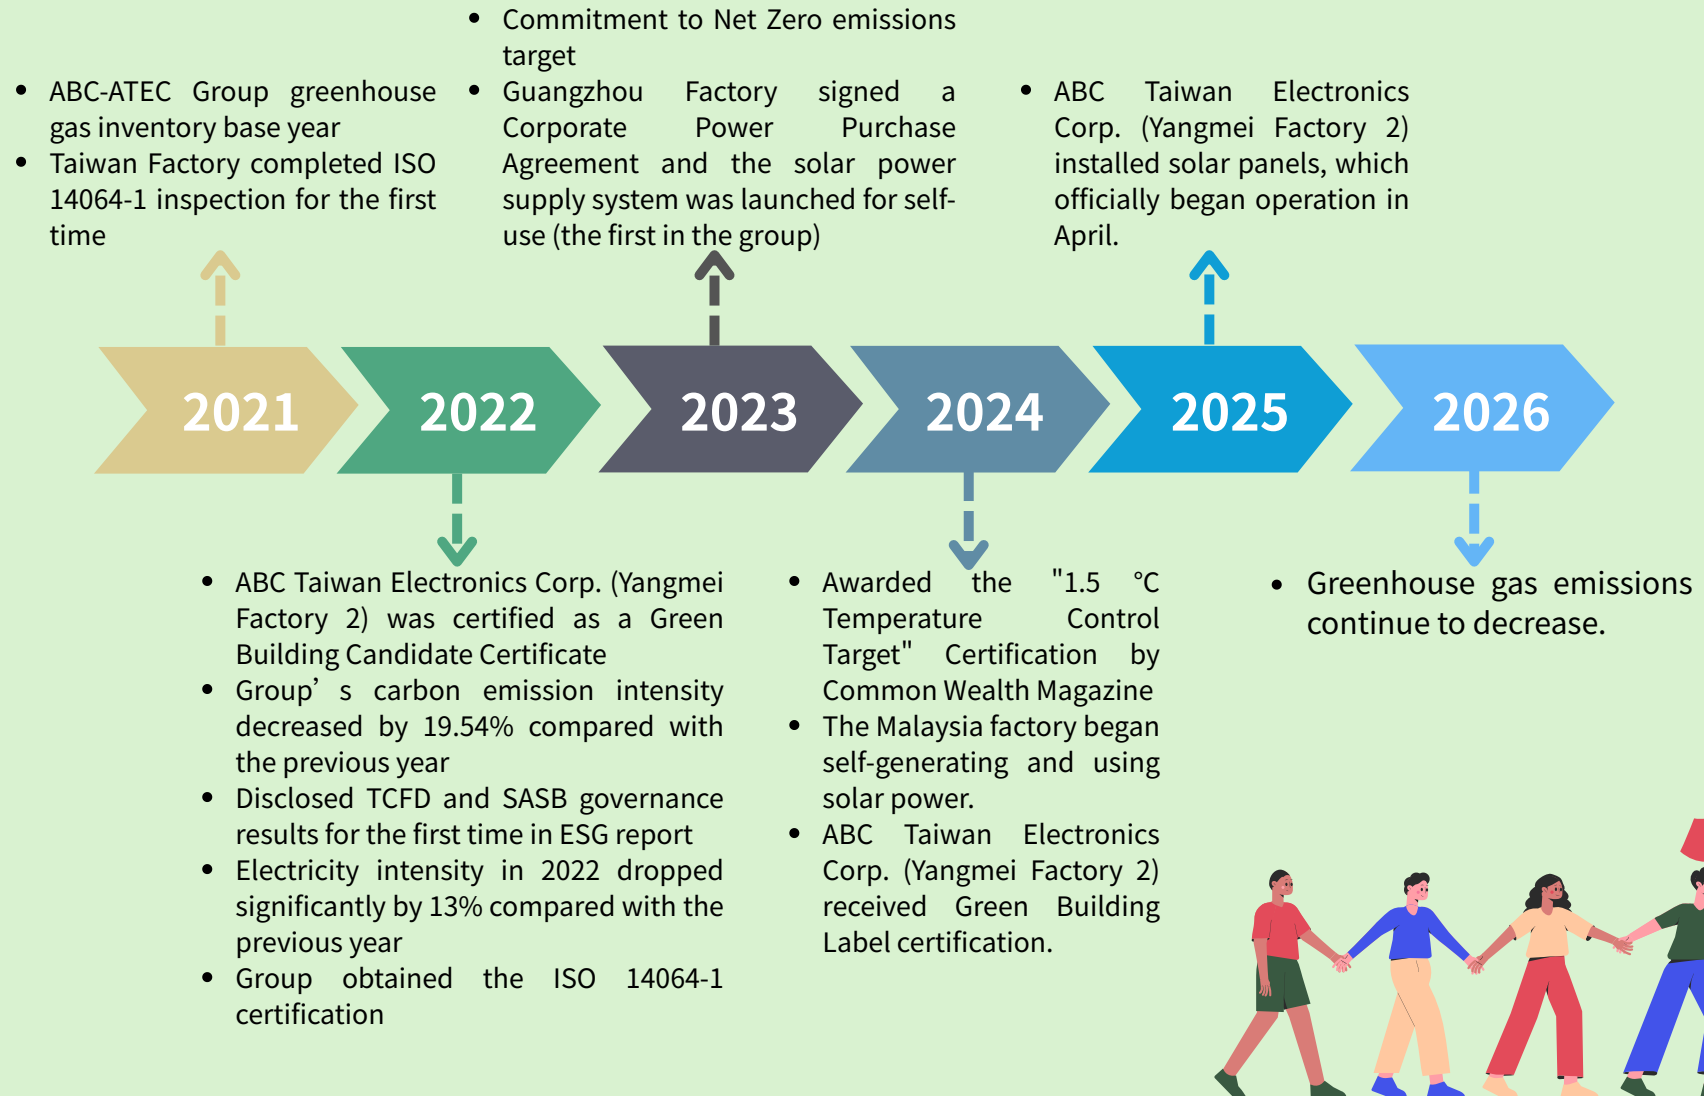 • ABC-ATEC Group greenhouse
gas inventory base year
• Taiwan Factory completed ISO
14064-1 inspection for the first
time
• Commitment to Net Zero emissions
target
• Guangzhou Factory signed a
Corporate Power Purchase
Agreement and the solar power
supply system was launched for self-
use (the first in the group)
• ABC Taiwan Electronics
Corp. (Yangmei Factory 2)
installed solar panels, which
officially began operation in
April.
2021
2022
2023
2024
2025
2026
• ABC Taiwan Electronics Corp. (Yangmei
Factory 2) was certified as a Green
Building Candidate Certificate
• Group’ s carbon emission intensity
decreased by 19.54% compared with
the previous year
• Disclosed TCFD and SASB governance
results for the first time in ESG report
• Electricity intensity in 2022 dropped
significantly by 13% compared with the
previous year
• Group obtained the ISO 14064-1
certification
• Awarded the "1.5 °C
Temperature Control
Target" Certification by
Common Wealth Magazine
• The Malaysia factory began
self-generating and using
solar power.
• ABC Taiwan Electronics
Corp. (Yangmei Factory 2)
received Green Building
Label certification.
• Greenhouse gas emissions
continue to decrease.